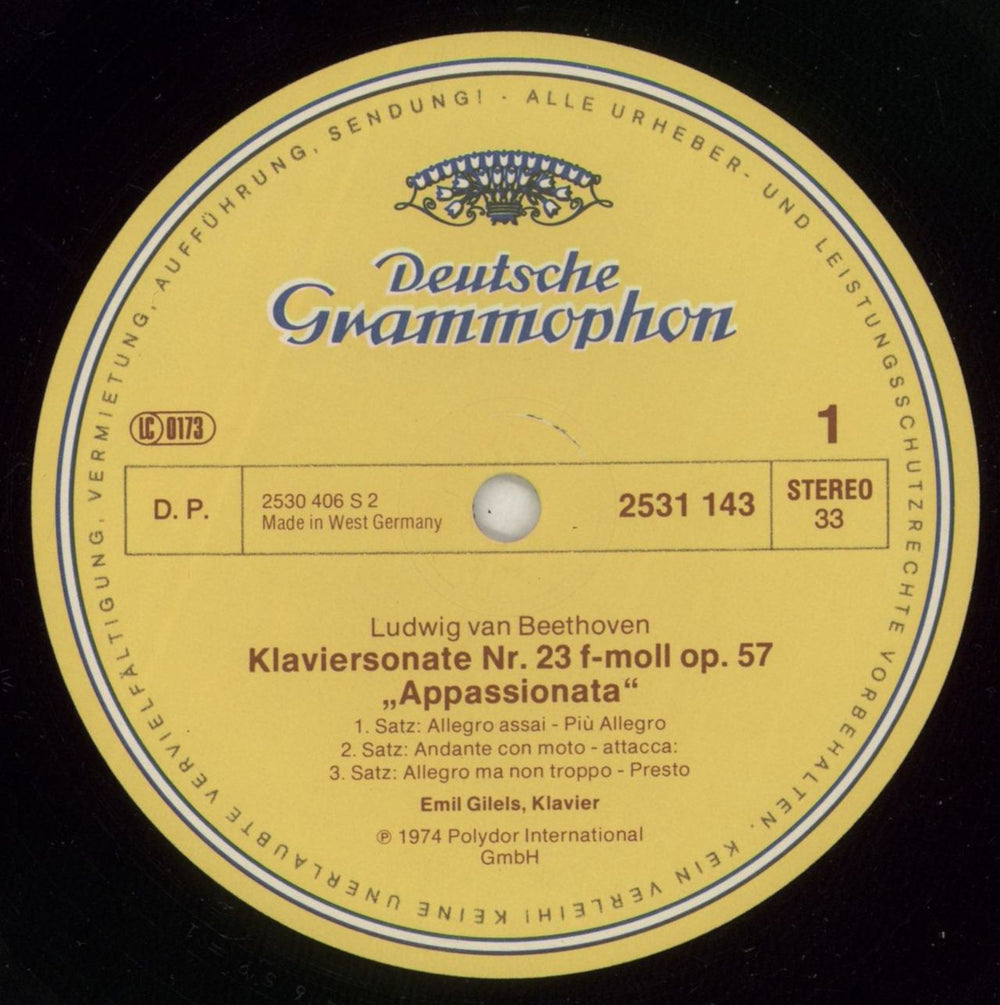 ALLE URHEBER- UND LEISTUNGSSCHUTZRECHTE VORBEHALTEN. KEIN VERLEIH! KEINE UNERLAUBTE VERVIELFÄLTIGUNG, VERMIETUNG, AUFFÜHRUNG, SENDUNG! ·
Deutsche
Grammophon
LC 0173
1
D. P.
2530 406 S 2
Made in West Germany
2531 143
STEREO
33
Ludwig van Beethoven
Klaviersonate Nr. 23 f-moll op. 57
„Appassionata“
1. Satz: Allegro assai - Più Allegro
2. Satz: Andante con moto - attacca:
3. Satz: Allegro ma non troppo - Presto
Emil Gilels, Klavier
℗ 1974 Polydor International
GmbH